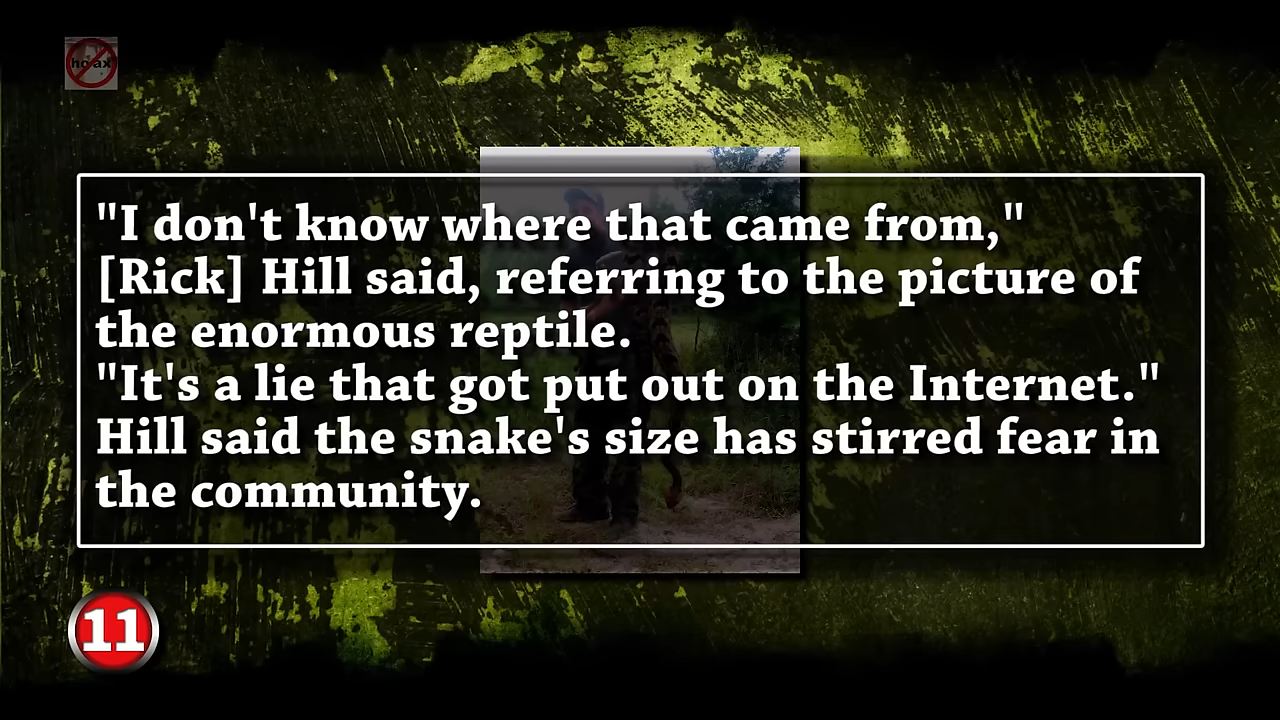 hoax
"I don't know where that came from,"
[Rick] Hill said, referring to the picture of
the enormous reptile.
"It's a lie that got put out on the Internet."
Hill said the snake's size has stirred fear in
the community.
11